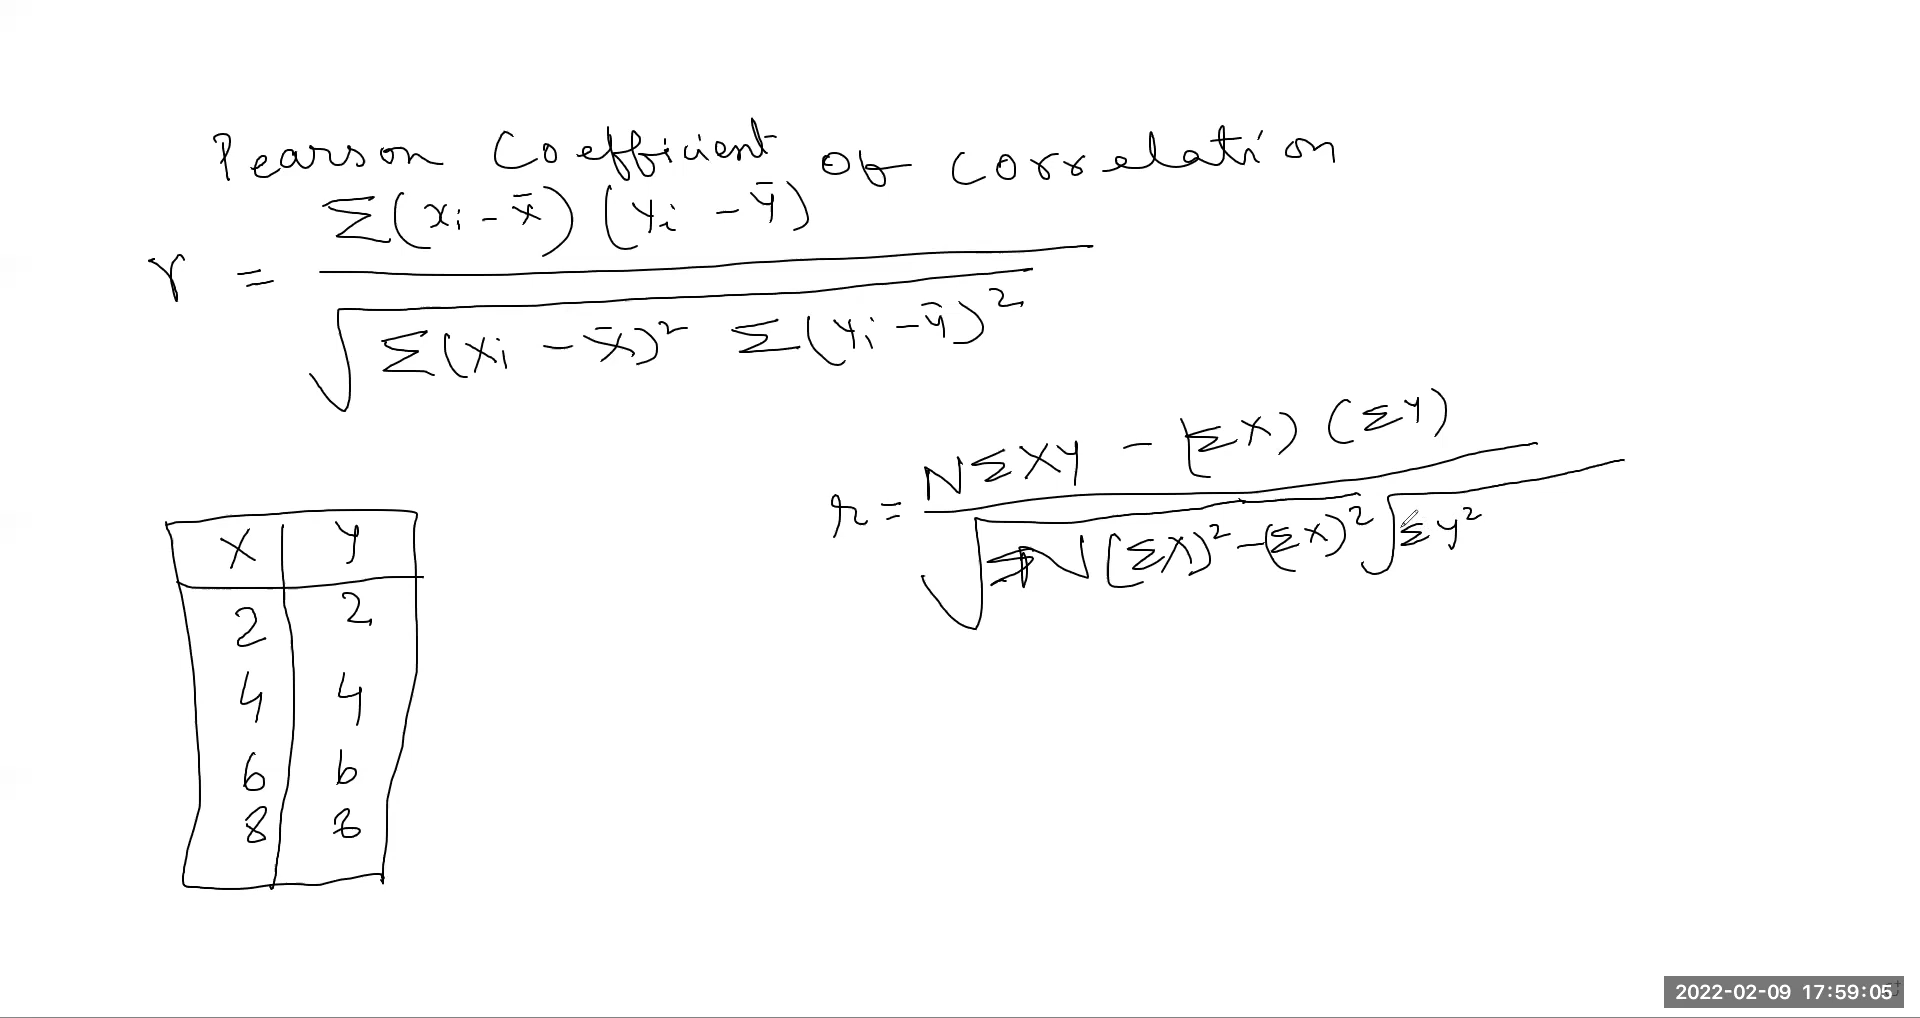 Pearson Coefficient of correlation
Σ(xi - x̄) (Yi - ȳ)
r =
√Σ(Xi - x̄)² Σ(Yi - ȳ)²
NΣXY - (ΣX) (ΣY)
r =
√N(ΣX)² - (ΣX)² √ΣY²
X Y
2 2
4 4
6 6
8 8
2022-02-09 17:59:05